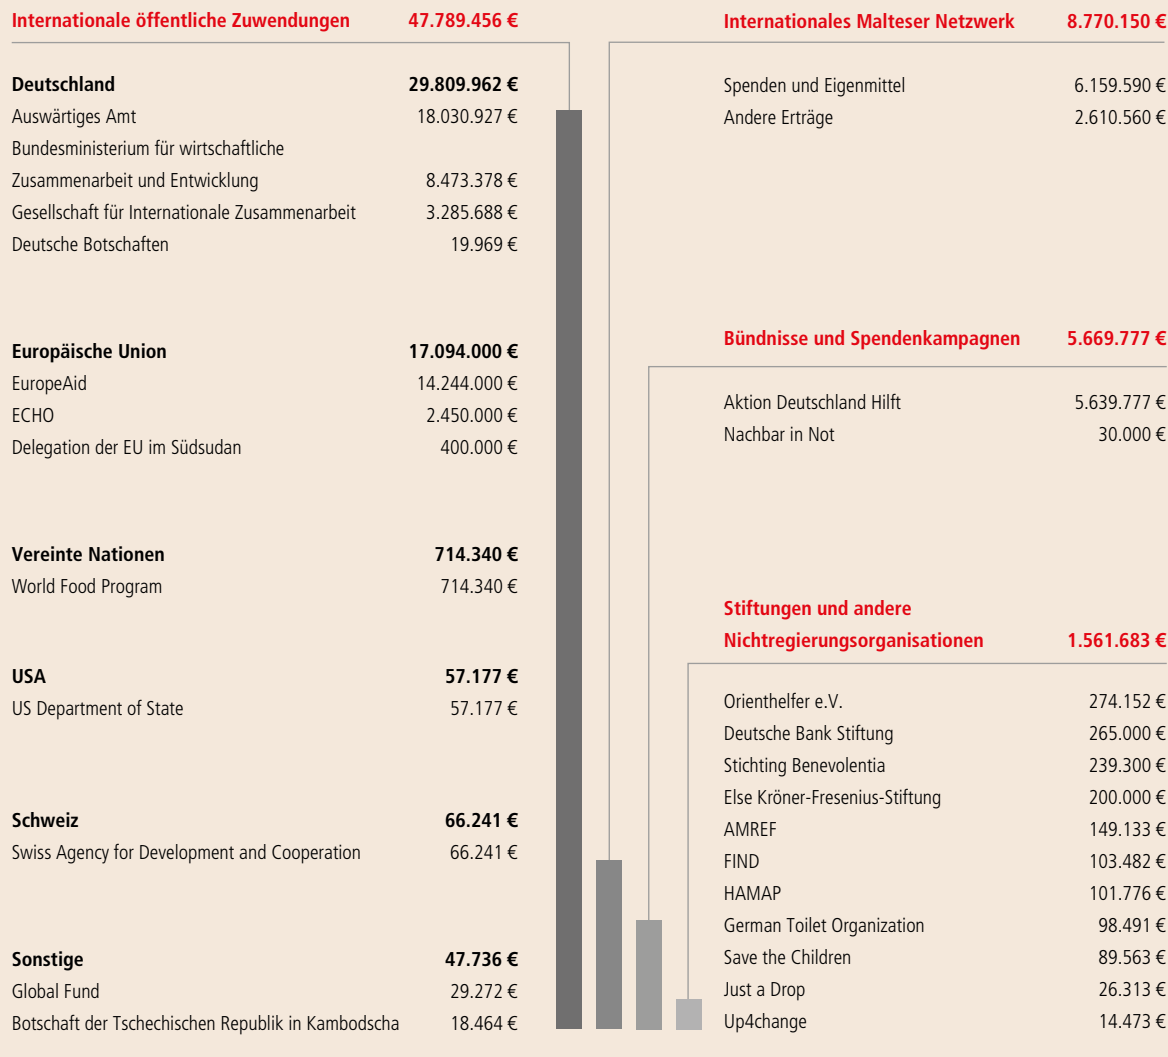 Internationale öffentliche Zuwendungen 47.789.456 €
Deutschland 29.809.962 €
Auswärtiges Amt 18.030.927 €
Bundesministerium für wirtschaftliche
Zusammenarbeit und Entwicklung 8.473.378 €
Gesellschaft für Internationale Zusammenarbeit 3.285.688 €
Deutsche Botschaften 19.969 €
Europäische Union 17.094.000 €
EuropeAid 14.244.000 €
ECHO 2.450.000 €
Delegation der EU im Südsudan 400.000 €
Vereinte Nationen 714.340 €
World Food Program 714.340 €
USA 57.177 €
US Department of State 57.177 €
Schweiz 66.241 €
Swiss Agency for Development and Cooperation 66.241 €
Sonstige 47.736 €
Global Fund 29.272 €
Botschaft der Tschechischen Republik in Kambodscha 18.464 €
Internationales Malteser Netzwerk 8.770.150 €
Spenden und Eigenmittel 6.159.590 €
Andere Erträge 2.610.560 €
Bündnisse und Spendenkampagnen 5.669.777 €
Aktion Deutschland Hilft 5.639.777 €
Nachbar in Not 30.000 €
Stiftungen und andere
Nichtregierungsorganisationen 1.561.683 €
Orienthelfer e.V. 274.152 €
Deutsche Bank Stiftung 265.000 €
Stichting Benevolentia 239.300 €
Else Kröner-Fresenius-Stiftung 200.000 €
AMREF 149.133 €
FIND 103.482 €
HAMAP 101.776 €
German Toilet Organization 98.491 €
Save the Children 89.563 €
Just a Drop 26.313 €
Up4change 14.473 €